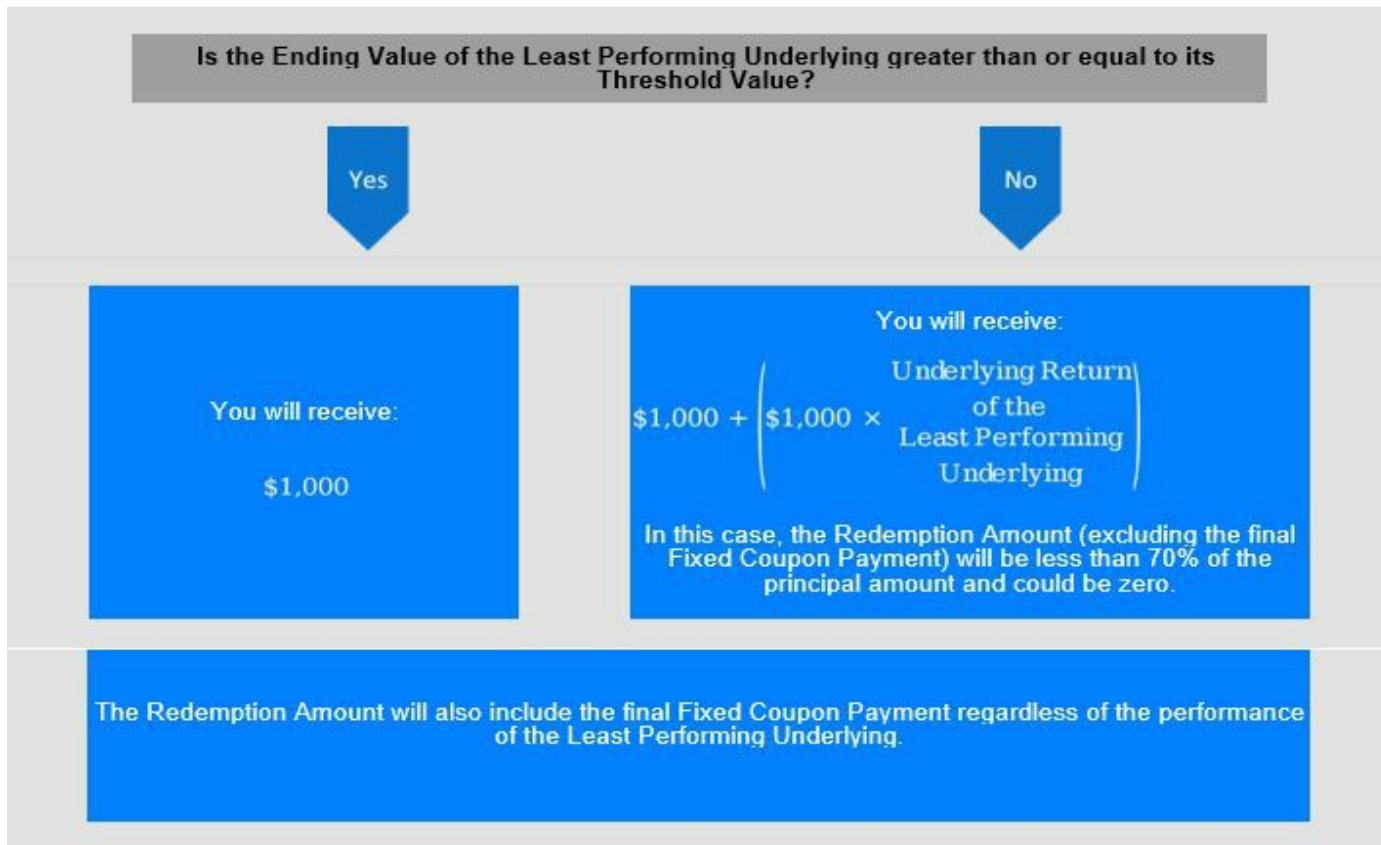 Is the Ending Value of the Least Performing Underlying greater than or equal to its
Threshold Value?
Yes
No
You will receive:
$1,000
You will receive:
$1,000 + ($1,000 × Underlying Return
of the
Least Performing
Underlying)
In this case, the Redemption Amount (excluding the final
Fixed Coupon Payment) will be less than 70% of the
principal amount and could be zero.
The Redemption Amount will also include the final Fixed Coupon Payment regardless of the performance
of the Least Performing Underlying.